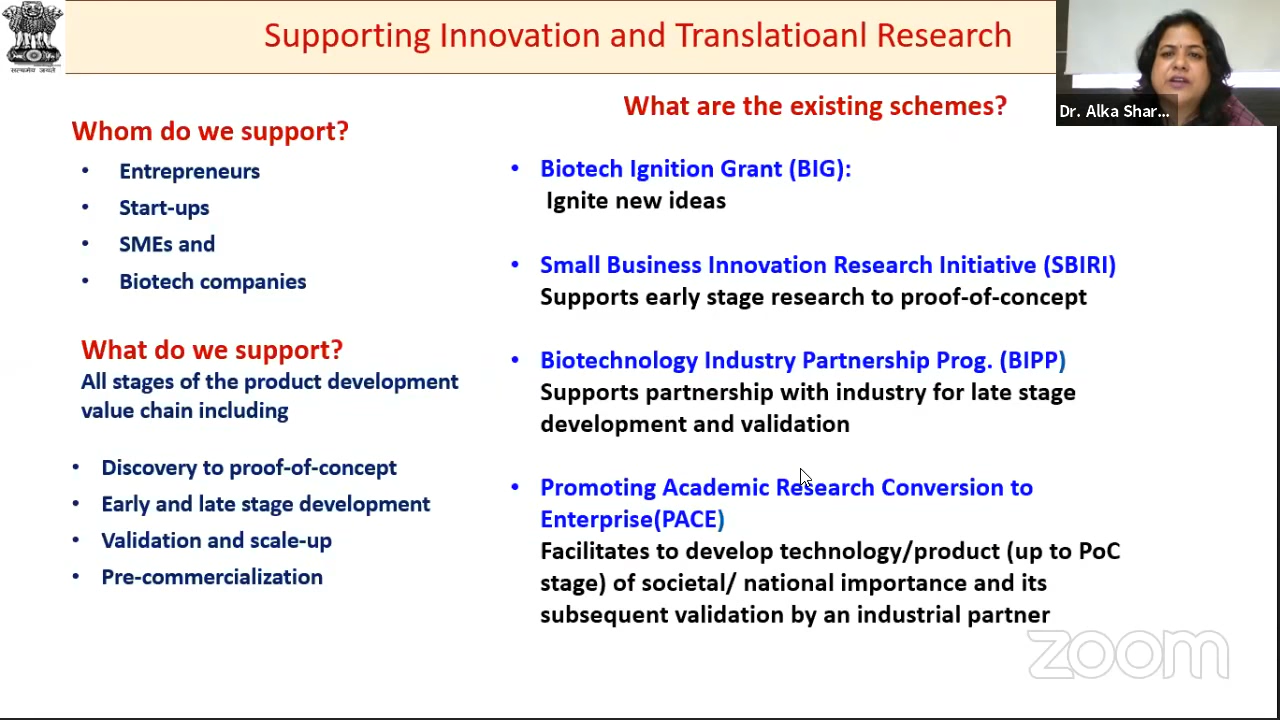 सत्यमेव जयते
Supporting Innovation and Translatioanl Research
Dr. Alka Shar...
Whom do we support?
• Entrepreneurs
• Start-ups
• SMEs and
• Biotech companies
What do we support?
All stages of the product development
value chain including
• Discovery to proof-of-concept
• Early and late stage development
• Validation and scale-up
• Pre-commercialization
What are the existing schemes?
• Biotech Ignition Grant (BIG):
Ignite new ideas
• Small Business Innovation Research Initiative (SBIRI)
Supports early stage research to proof-of-concept
• Biotechnology Industry Partnership Prog. (BIPP)
Supports partnership with industry for late stage
development and validation
• Promoting Academic Research Conversion to
Enterprise(PACE)
Facilitates to develop technology/product (up to PoC
stage) of societal/ national importance and its
subsequent validation by an industrial partner
zoom